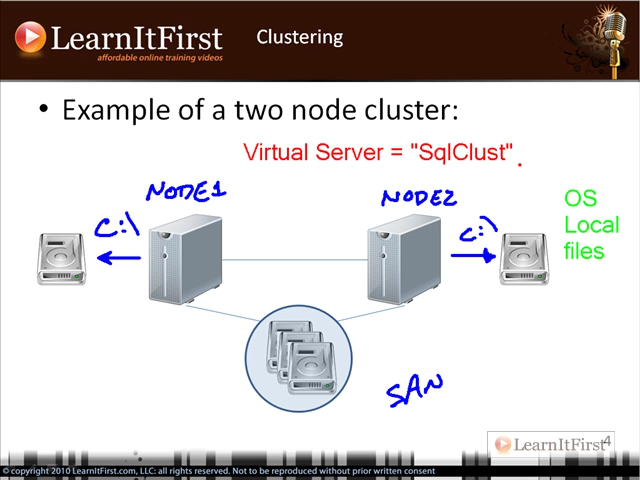 LearnItFirst
affordable online training videos
Clustering
• Example of a two node cluster:
Virtual Server = "SqlClust".
NODE1
NODE2
C:\
C:\
OS
Local
files
SAN
LearnItFirst
4
© copyright 2010 LearnItFirst.com, LLC: all rights reserved. Not to be reproduced without prior written consent